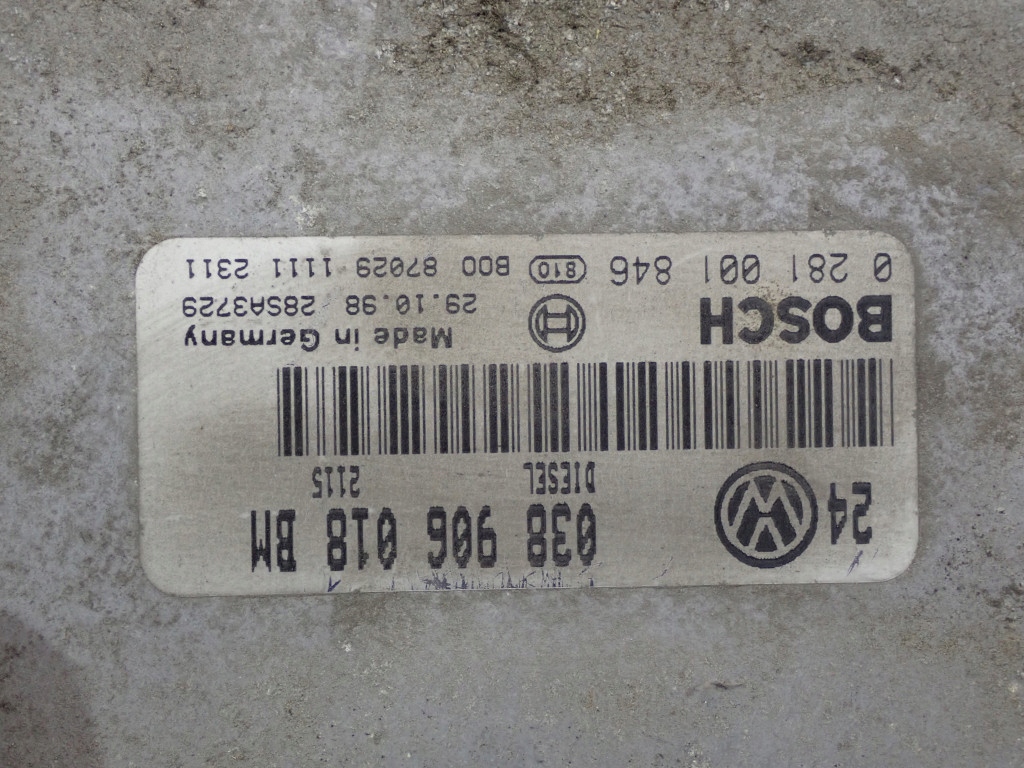 24 038 906 018 BM
DIESEL 2115
BOSCH Made in Germany
29.10.98 28SA3729
0 281 001 846 810 B00 87029 1111 2311